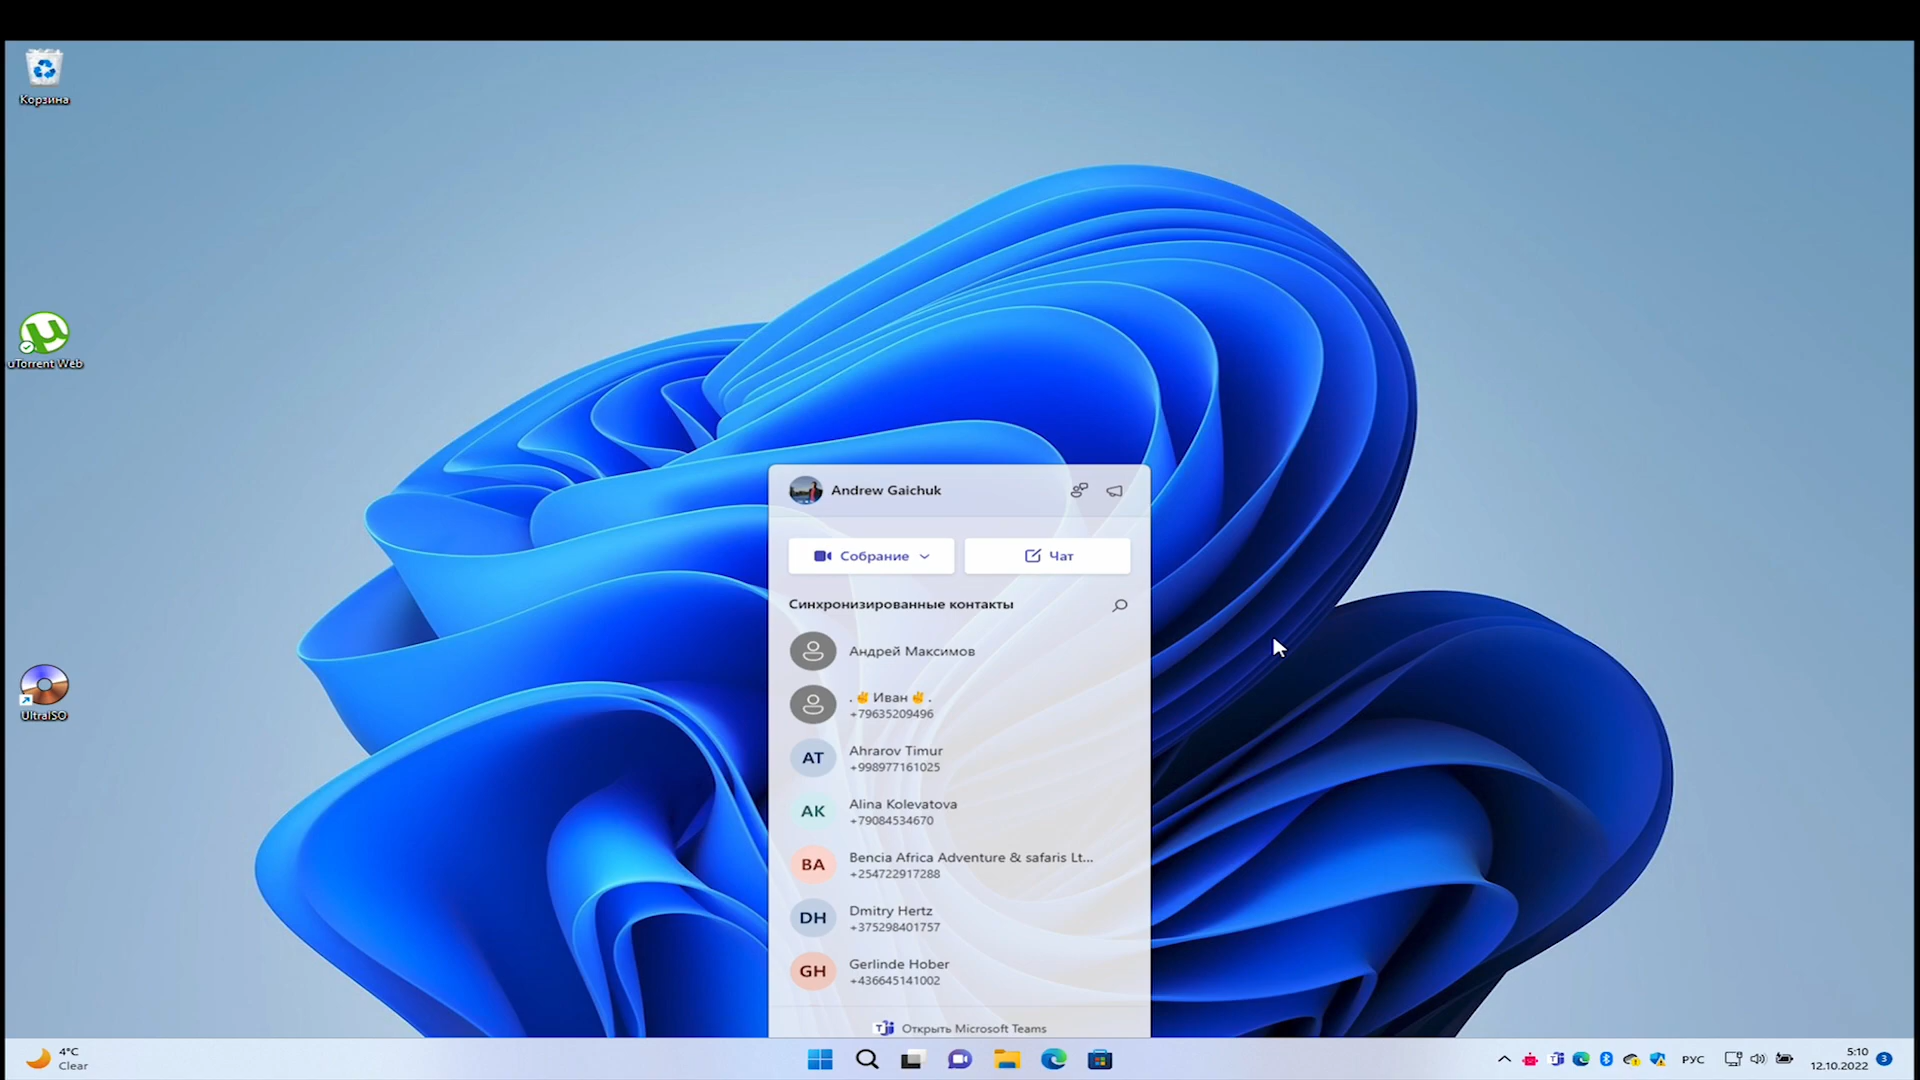 Корзина
uTorrent Web
UltraISO
Andrew Gaichuk
Собрание
Чат
Синхронизированные контакты
Андрей Максимов
.✌Иван✌.
+79635209496
AT
Ahrarov Timur
+998977161025
AK
Alina Kolevatova
+79084534670
BA
Bencia Africa Adventure & safaris Lt...
+254722917288
DH
Dmitry Hertz
+375298401757
GH
Gerlinde Hober
+436645141002
Открыть Microsoft Teams
4°C
Clear
РУС
5:10
12.10.2022
3